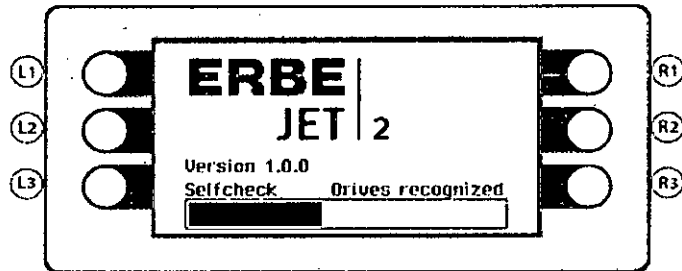 ERBE
JET 2
Version 1.0.0
Selfcheck Drives recognized
L1
L2
L3
R1
R2
R3